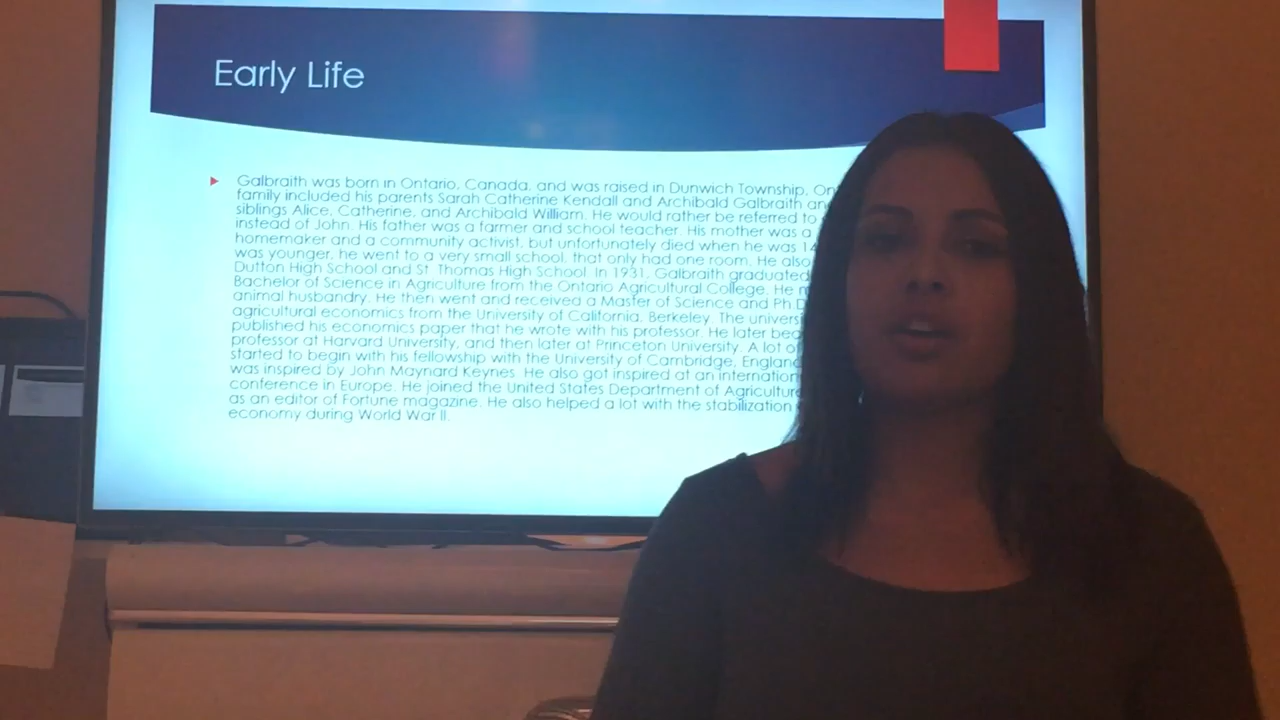 Early Life
Galbraith was born in Ontario, Canada, and was raised in Dunwich Township, On
family included his parents Sarah Catherine Kendall and Archibald Galbraith an
siblings Alice, Catherine, and Archibald William. He would rather be referred to
instead of John. His father was a farmer and school teacher. His mother was a
homemaker and a community activist, but unfortunately died when he was 14
was younger, he went to a very small school, that only had one room. He also
Dutton High School and St. Thomas High School. In 1931, Galbraith graduated
Bachelor of Science in Agriculture from the Ontario Agricultural College. He m
animal husbandry. He then went and received a Master of Science and Ph D
agricultural economics from the University of California, Berkeley. The universi
published his economics paper that he wrote with his professor. He later beg
professor at Harvard University, and then later at Princeton University. A lot of
started to begin with his fellowship with the University of Cambridge, England
was inspired by John Maynard Keynes. He also got inspired at an internation
conference in Europe. He joined the United States Department of Agriculture
as an editor of Fortune magazine. He also helped a lot with the stabilization
economy during World War II.